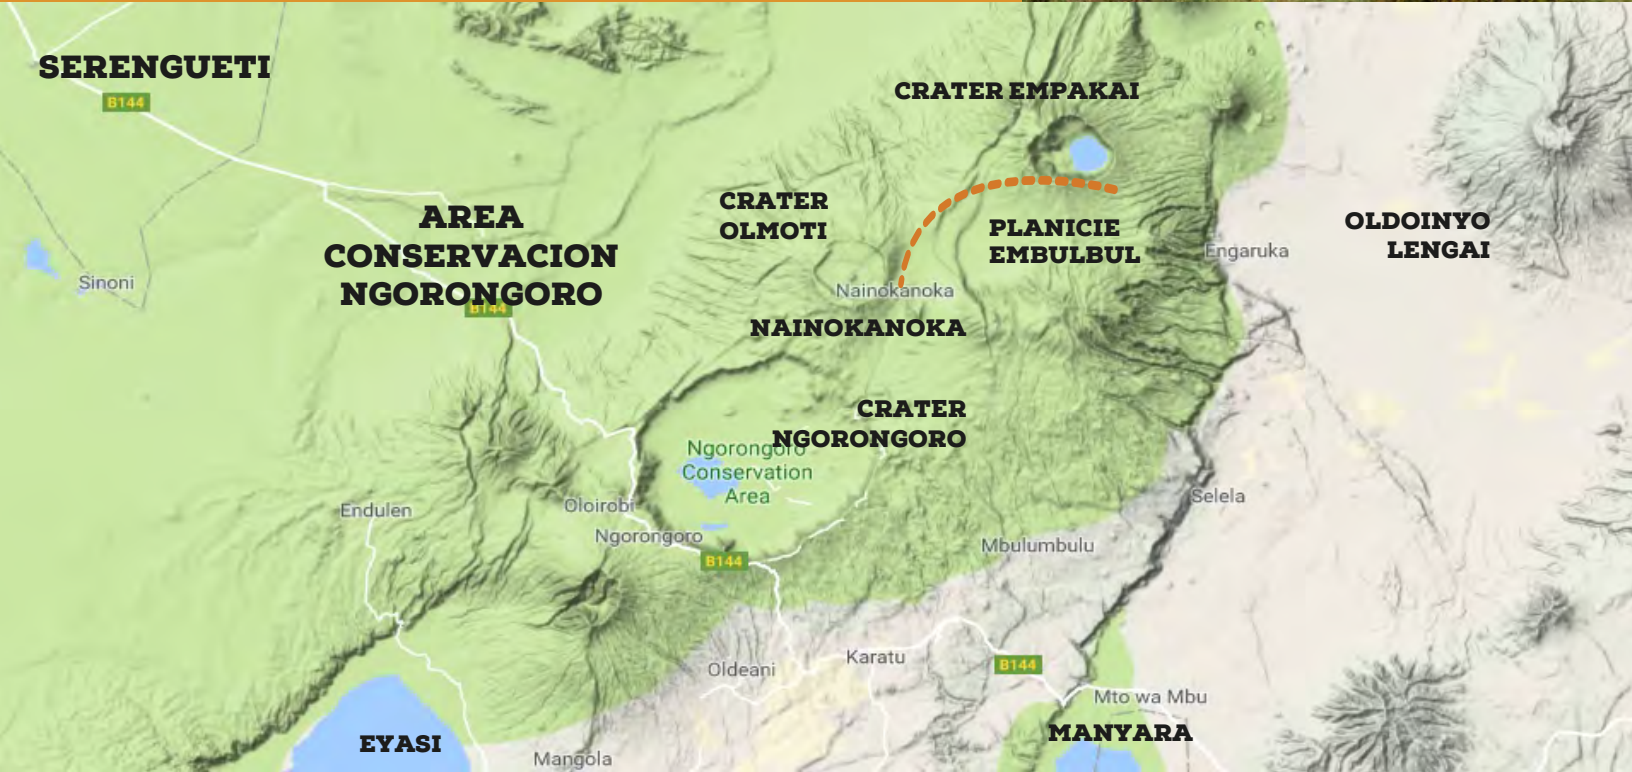 SERENGUETI
B144
CRATER EMPAKAI
CRATER
OLMOTI
AREA
CONSERVACION
NGORONGORO
B144
PLANICIE
EMBULBUL
OLDOINYO
LENGAI
Engaruka
Sinoni
Nainokanoka
NAINOKANOKA
CRATER
NGORONGORO
Ngorongoro
Conservation
Area
Endulen
Oloirobi
Ngorongoro
B144
Selela
Mbulumbulu
Oldeani
Karatu
B144
Mto wa Mbu
MANYARA
EYASI
Mangola